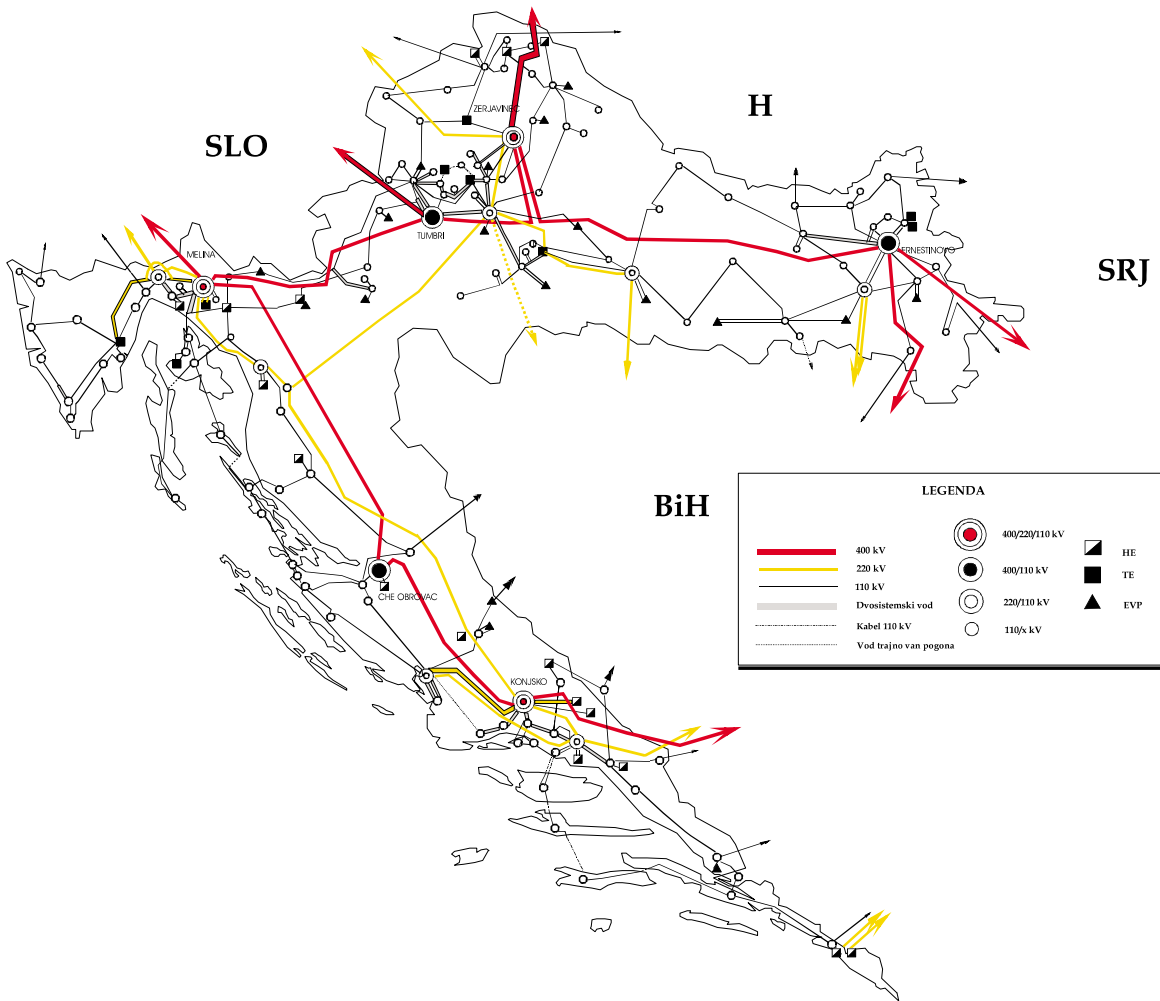 H
ZERJAVINEC
SLO
TUMBRI
MELINA
ERNESTINOVO
SRJ
BiH
LEGENDA
400 kV
220 kV
110 kV
Dvosistemski vod
Kabel 110 kV
Vod trajno van pogona
400/220/110 kV
400/110 kV
220/110 kV
110/x kV
HE
TE
EVP
CHE OBROVAC
KONJSKO